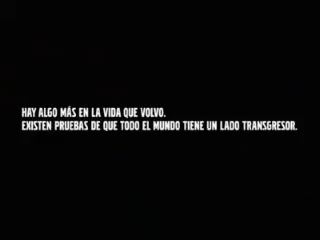 HAY ALGO MÁS EN LA VIDA QUE VOLVO.
EXISTEN PRUEBAS DE QUE TODO EL MUNDO TIENE UN LADO TRANSGRESOR.